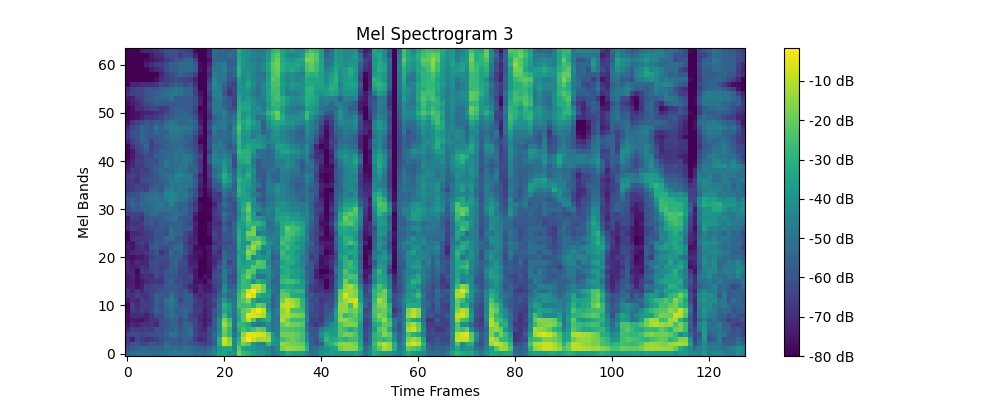 Mel Spectrogram 3
Mel Bands
60
50
40
30
20
10
0
0 20 40 60 80 100 120
Time Frames
-10 dB
-20 dB
-30 dB
-40 dB
-50 dB
-60 dB
-70 dB
-80 dB